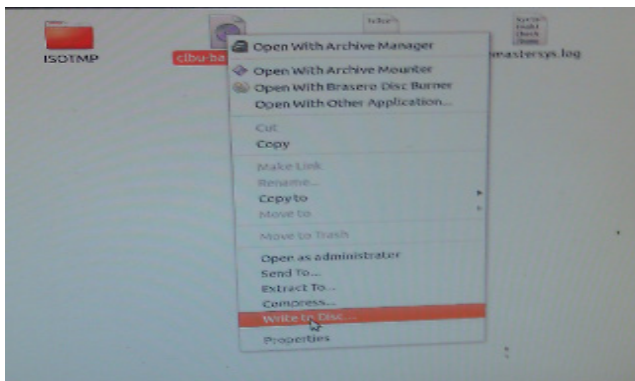 ISOTMP
remastersys.log
Open With Archive Manager
Open With Archive Mounter
Open With Brasero Disc Burner
Open With Other Application...
Cut
Copy
Make Link
Rename...
Copy to
Move to
Move to Trash
Open as administrator
Send To...
Extract To...
Compress...
Write to Disc...
Properties